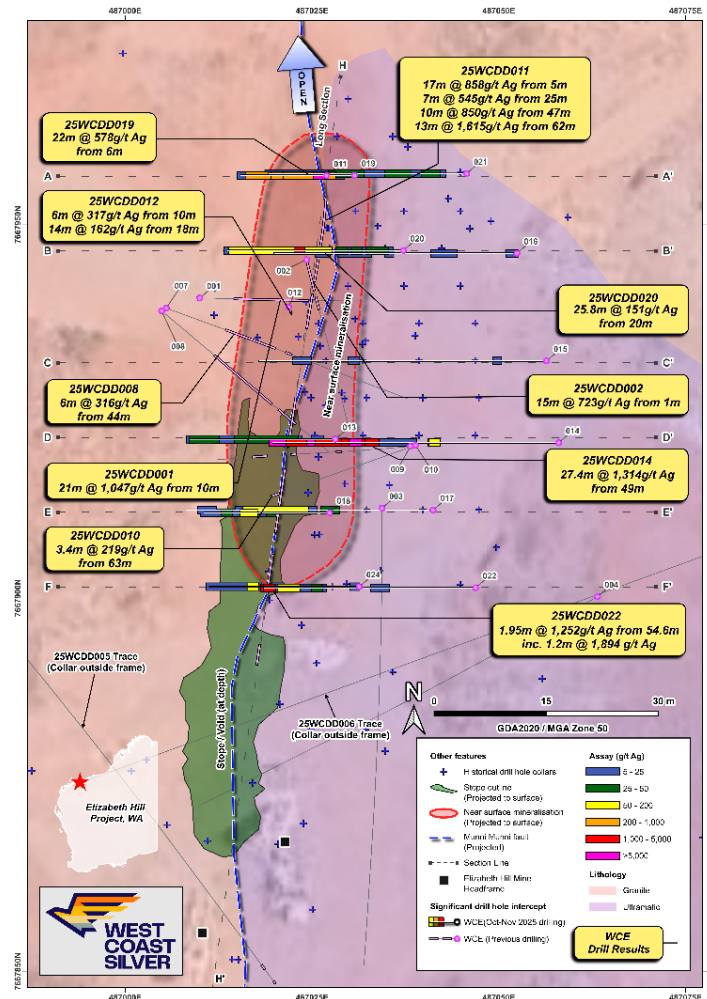 487000E
487025E
487050E
487075E
H
OPEN
Long Section
25WCDD011
17m @ 858g/t Ag from 5m
7m @ 545g/t Ag from 25m
10m @ 850g/t Ag from 47m
13m @ 1,615g/t Ag from 62m
25WCDD019
22m @ 578g/t Ag
from 6m
011
019
021
A
A'
25WCDD012
6m @ 317g/t Ag from 10m
14m @ 162g/t Ag from 18m
7667950N
B
020
016
B'
002
007
001
012
25WCDD020
25.8m @ 151g/t Ag
from 20m
Near surface mineralisation
008
C
015
C'
25WCDD008
6m @ 316g/t Ag
from 44m
25WCDD002
15m @ 723g/t Ag from 1m
D
013
014
D'
009
010
25WCDD001
21m @ 1,047g/t Ag from 10m
25WCDD014
27.4m @ 1,314g/t Ag
from 49m
E
018
003
017
E'
25WCDD010
3.4m @ 219g/t Ag
from 63m
7667900N
F
024
022
004
F'
25WCDD022
1.95m @ 1,252g/t Ag from 54.6m
inc. 1.2m @ 1,894 g/t Ag
25WCDD005 Trace
(Collar outside frame)
Stope / Void (at depth)
N
0
15
30 m
GDA2020 / MGA Zone 50
25WCDD006 Trace
(Collar outside frame)
Elizabeth Hill
Project, WA
Other features
Historical drill hole collars
Stope outline
(Projected to surface)
Near surface mineralisation
(Projected to surface)
Munni Munni fault
(Projected)
Section Line
Elizabeth Hill Mine
Headframe
Significant drill hole intercept
WCE(Oct-Nov 2025 drilling)
WCE (Previous drilling)
Assay (g/t Ag)
5 - 25
25 - 50
50 - 200
200 - 1,000
1,000 - 5,000
>5,000
Lithology
Granite
Ultramafic
WCE
Drill Results
WEST
COAST
SILVER
7667850N
H'
487000E
487025E
487050E
487075E